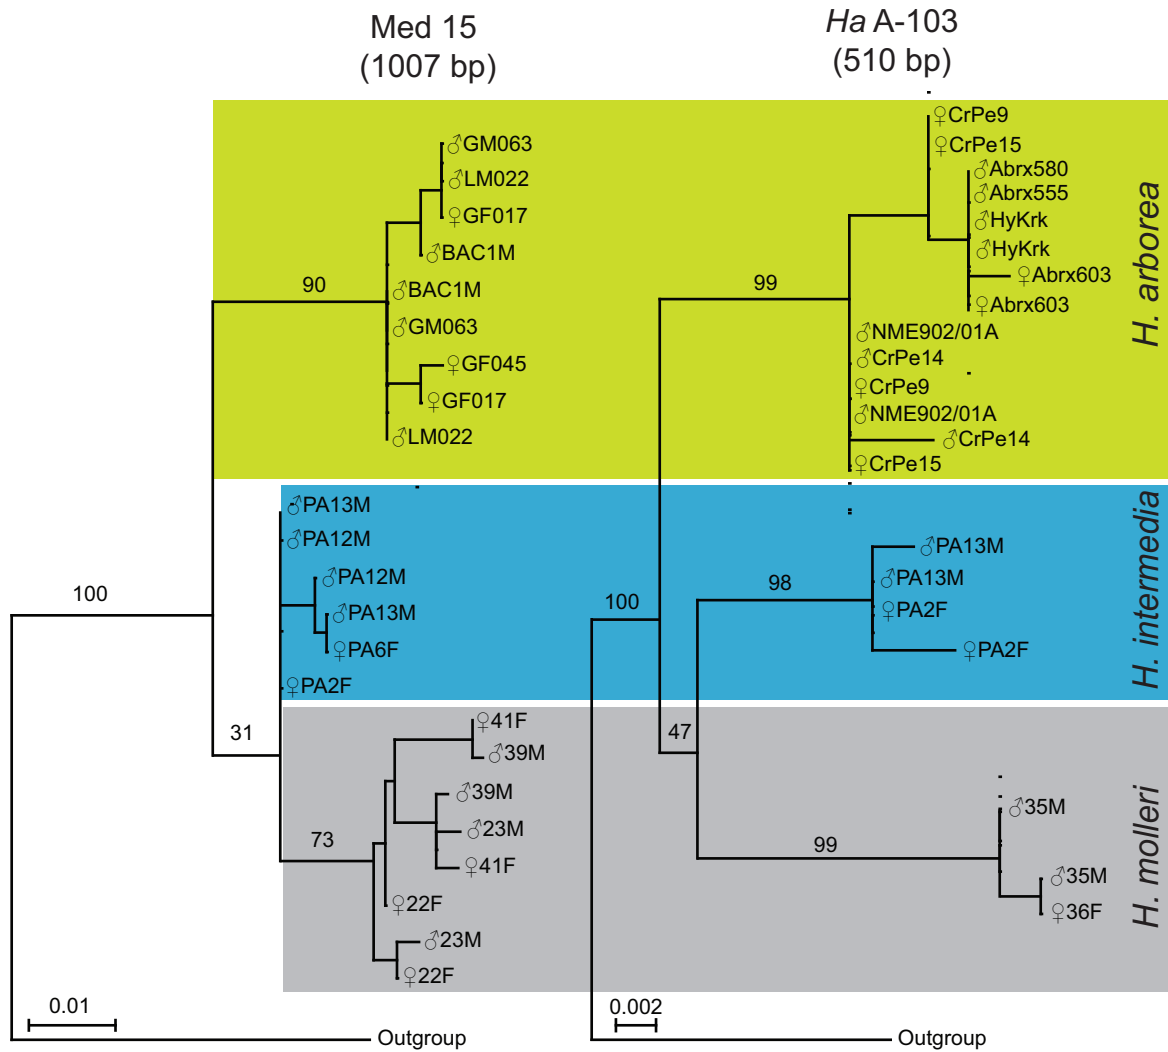 Med 15
(1007 bp)
Ha A-103
(510 bp)
♂GM063
♂LM022
♀GF017
♂BAC1M
♂BAC1M
♂GM063
♀GF045
♀GF017
♂LM022
90
♂PA13M
♂PA12M
♂PA12M
♂PA13M
♀PA6F
♀PA2F
100
31
♀41F
♂39M
♂39M
♂23M
♀41F
♀22F
♂23M
♀22F
73
0.01
Outgroup
♀CrPe9
♀CrPe15
♂Abrx580
♂Abrx555
♂HyKrk
♂HyKrk
♀Abrx603
♀Abrx603
♂NME902/01A
♂CrPe14
♀CrPe9
♂NME902/01A
♂CrPe14
♀CrPe15
99
♂PA13M
♂PA13M
♀PA2F
♀PA2F
98
100
47
♂35M
♂35M
♀36F
99
0.002
Outgroup
H. arborea
H. intermedia
H. molleri